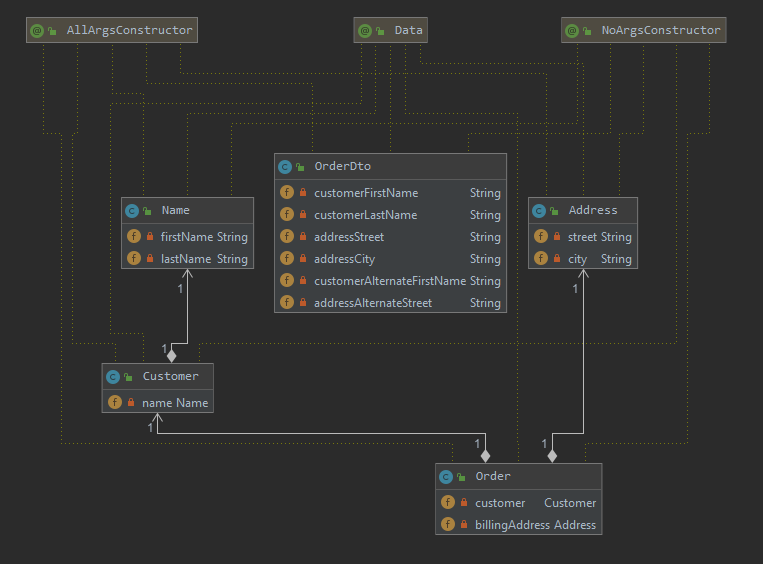 AllArgsConstructor
Data
NoArgsConstructor
OrderDto
customerFirstName String
customerLastName String
addressStreet String
addressCity String
customerAlternateFirstName String
addressAlternateStreet String
Name
firstName String
lastName String
Address
street String
city String
1
1
1
Customer
name Name
1
1
1
Order
customer Customer
billingAddress Address